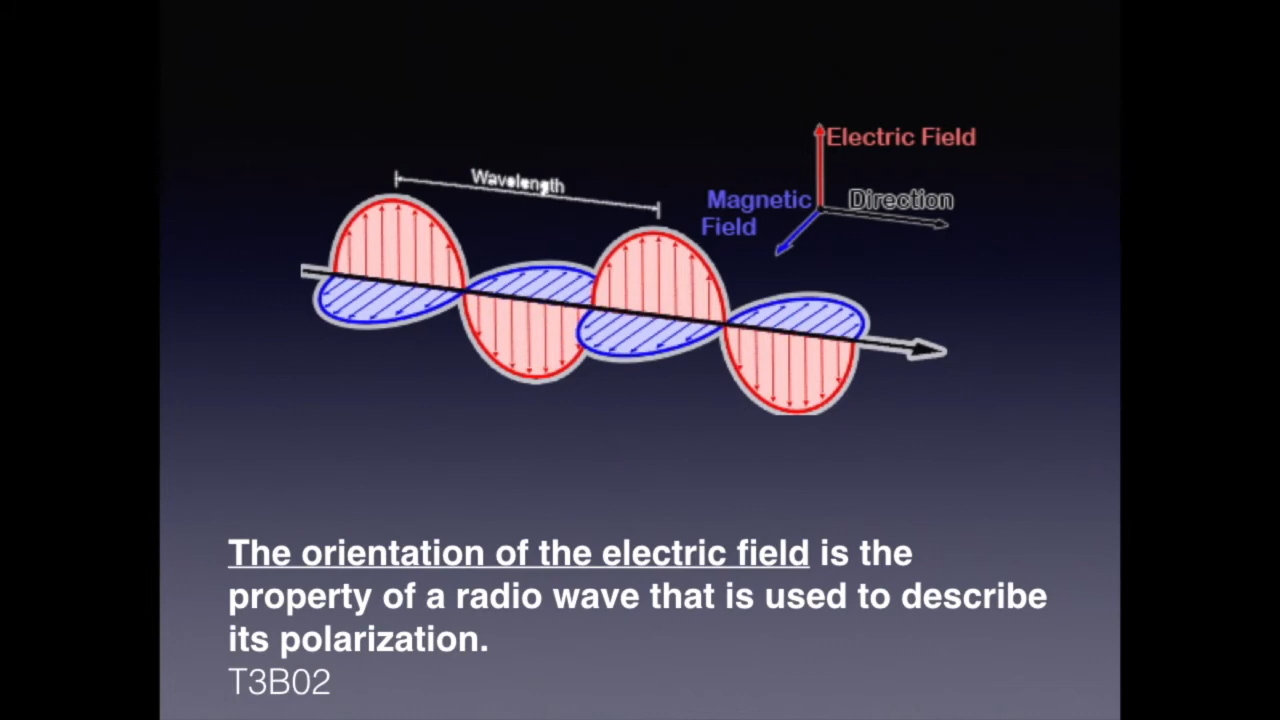 Electric Field
Wavelength
Magnetic
Field
Direction
The orientation of the electric field is the
property of a radio wave that is used to describe
its polarization.
T3B02